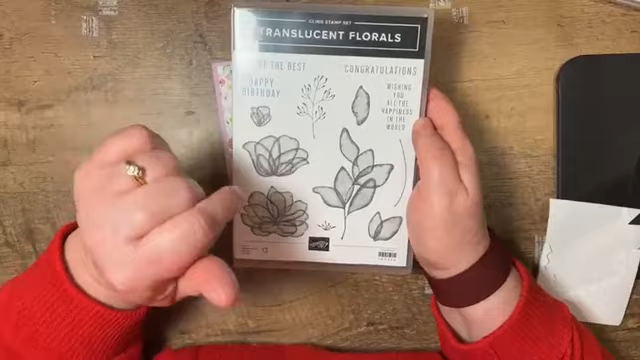 CLING STAMP SET
TRANSLUCENT FLORALS
THE BEST
CONGRATULATIONS
HAPPY
BIRTHDAY
WISHING
YOU
ALL THE
HAPPINESS
IN THE
WORLD